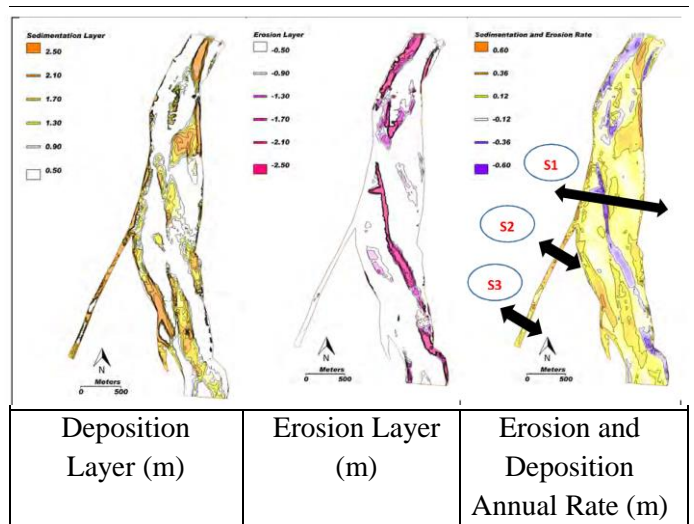 Sedimentation Layer
2.50
2.10
1.70
1.30
0.90
0.50
N
Meters
0 500
Erosion Layer
-0.50
-0.90
-1.30
-1.70
-2.10
-2.50
N
Meters
0 500
Sedimentation and Erosion Rate
0.60
0.36
0.12
-0.12
-0.36
-0.60
S1
S2
S3
N
Meters
0 500
Deposition
Layer (m)
Erosion Layer
(m)
Erosion and
Deposition
Annual Rate (m)